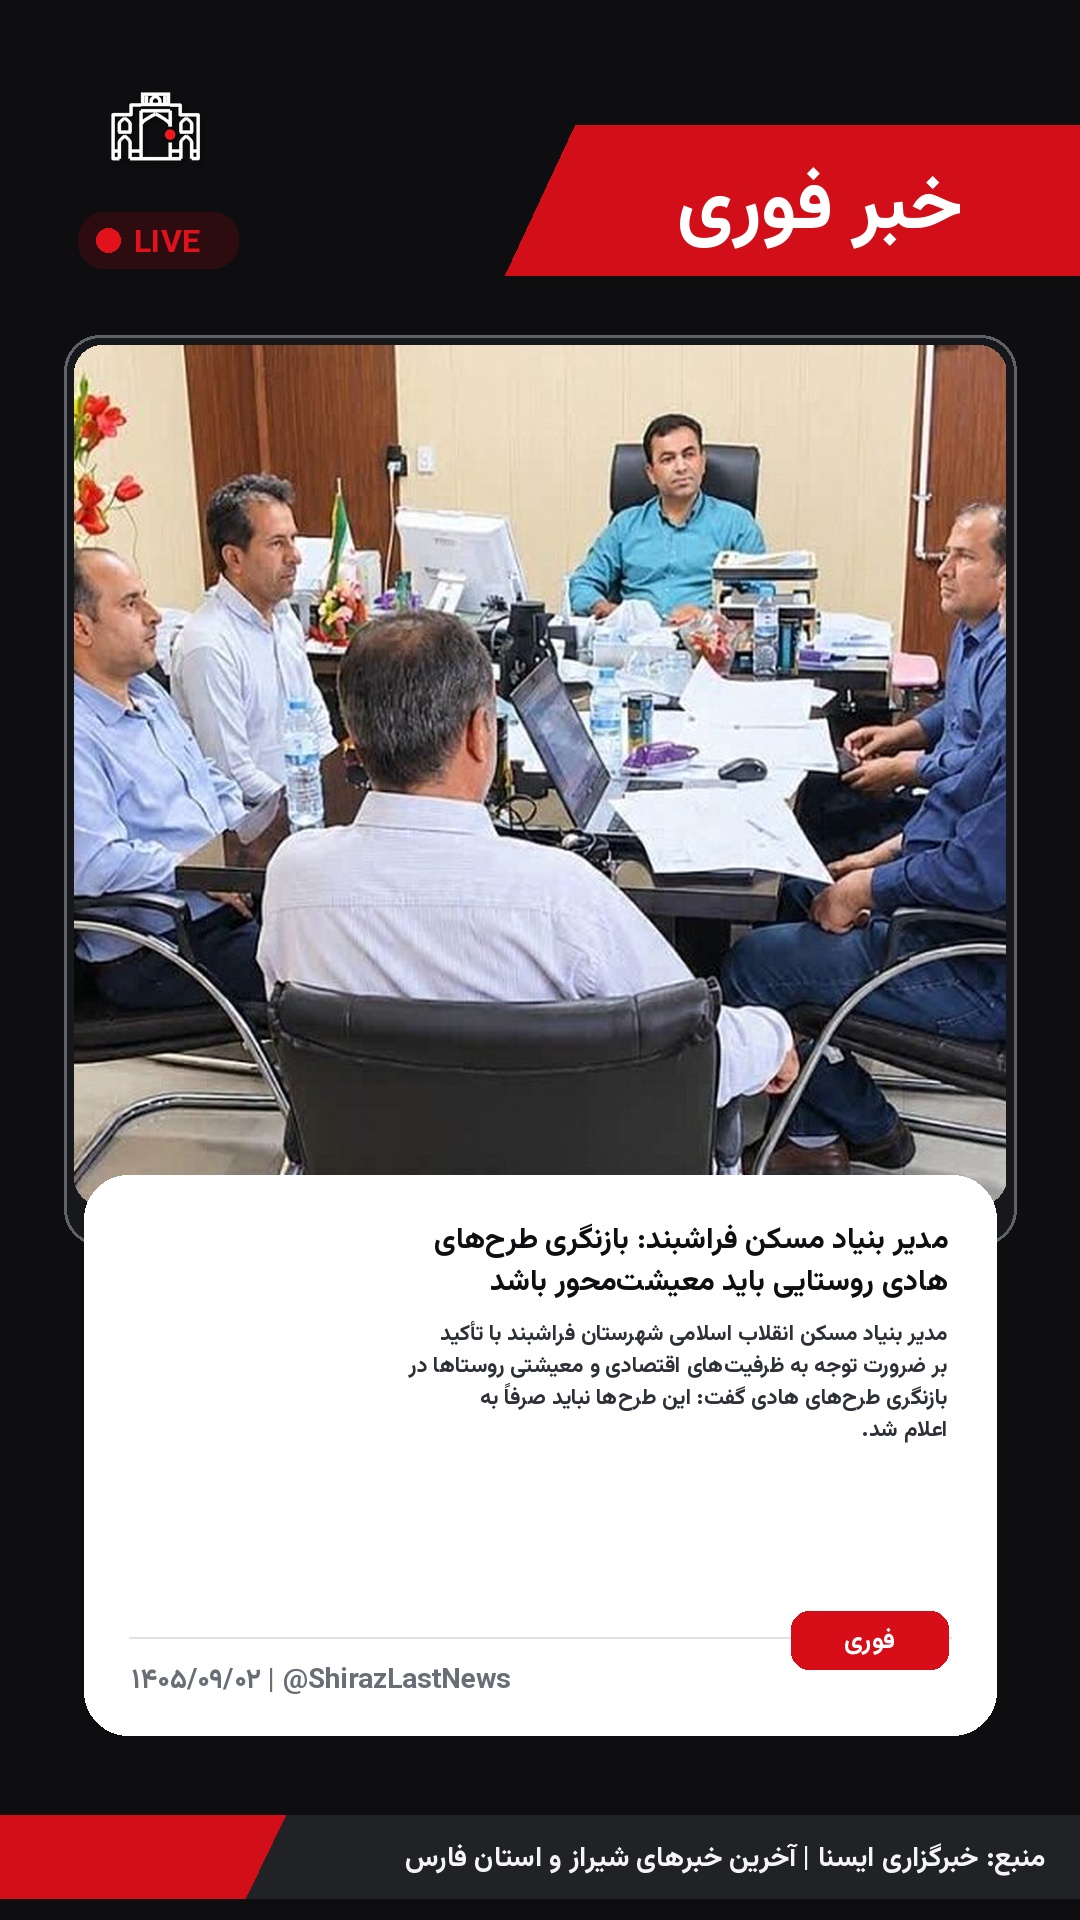 خبر فوری
LIVE
مدیر بنیاد مسکن فراشبند: بازنگری طرح‌های
هادی روستایی باید معیشت‌محور باشد
مدیر بنیاد مسکن انقلاب اسلامی شهرستان فراشبند با تأکید
بر ضرورت توجه به ظرفیت‌های اقتصادی و معیشتی روستاها در
بازنگری طرح‌های هادی گفت: این طرح‌ها نباید صرفاً به
اعلام شد.
فوری
۱۴۰۵/۰۹/۰۲ | @ShirazLastNews
منبع: خبرگزاری ایسنا | آخرین خبرهای شیراز و استان فارس